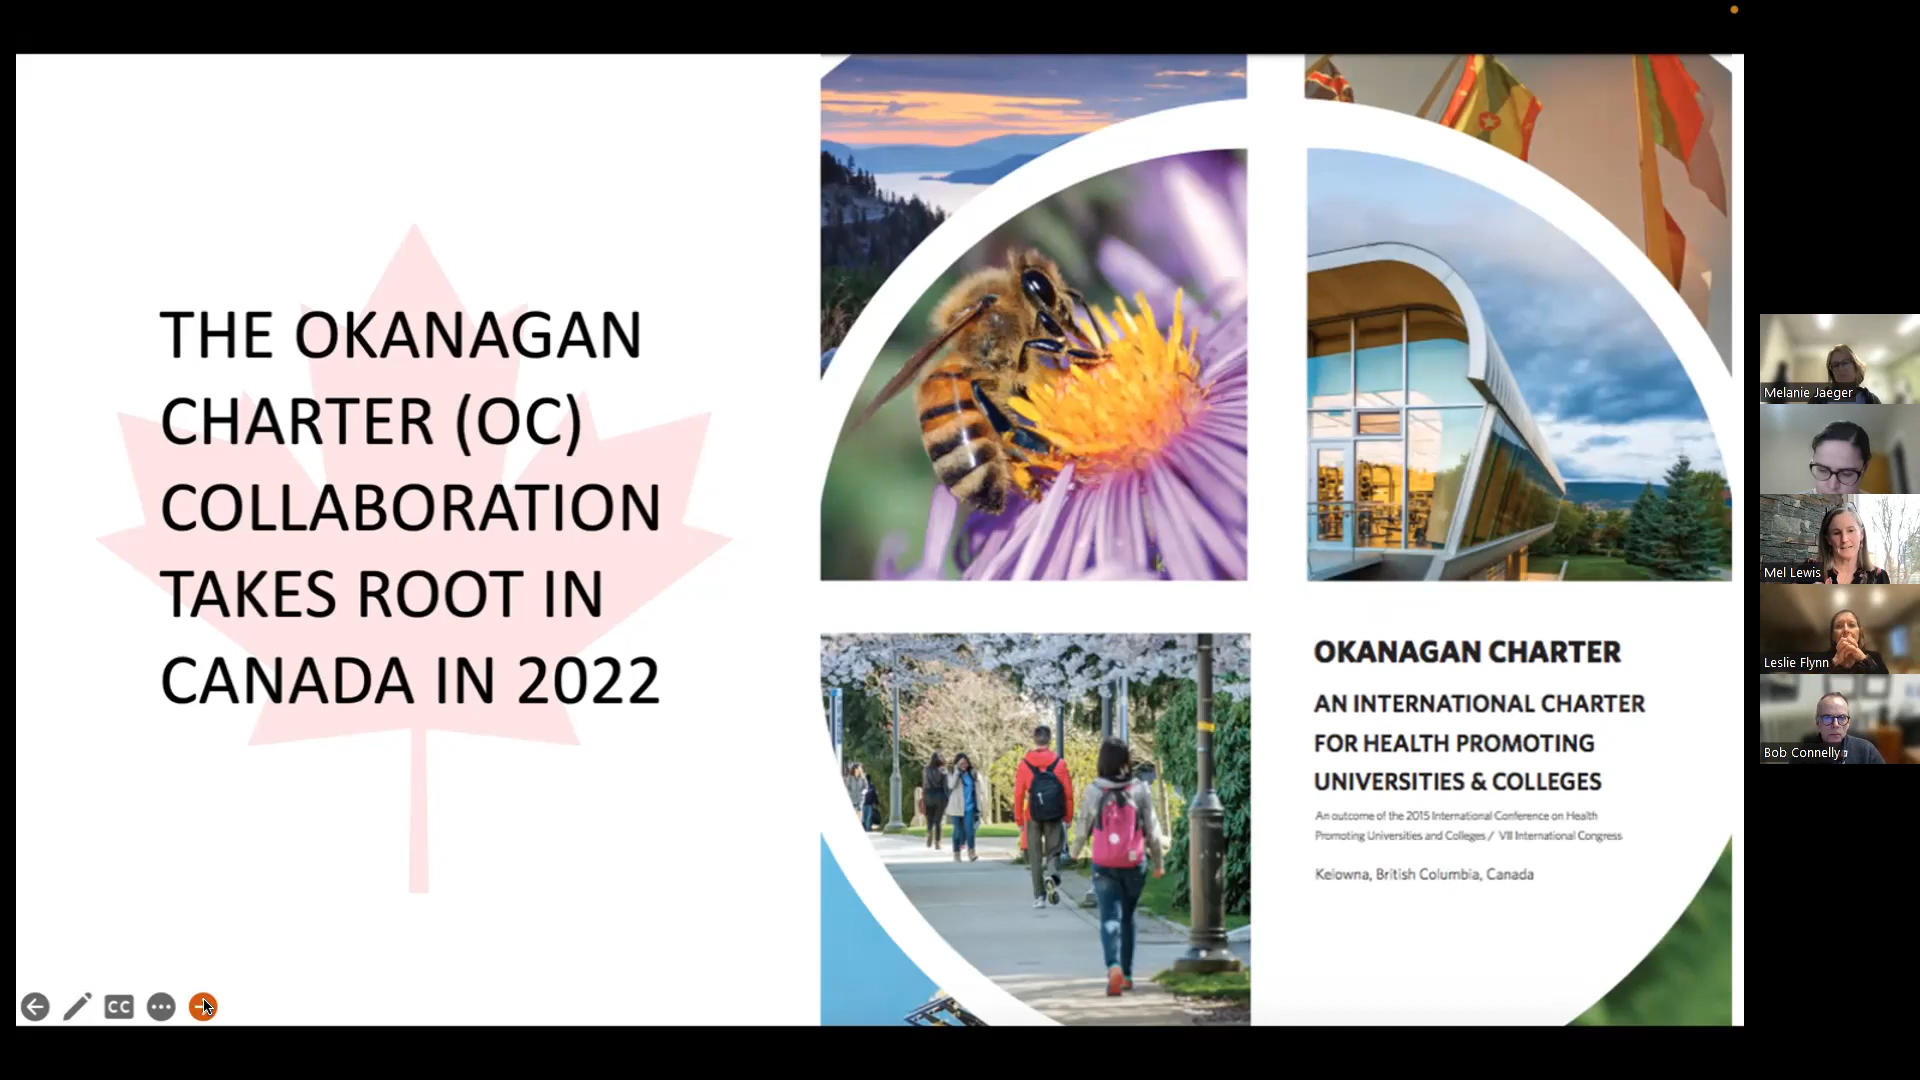 THE OKANAGAN
CHARTER (OC)
COLLABORATION
TAKES ROOT IN
CANADA IN 2022
OKANAGAN CHARTER
AN INTERNATIONAL CHARTER
FOR HEALTH PROMOTING
UNIVERSITIES & COLLEGES
An outcome of the 2015 International Conference on Health
Promoting Universities and Colleges / VII International Congress
Kelowna, British Columbia, Canada
CC
Melanie Jaeger
Mel Lewis
Leslie Flynn
Bob Connelly